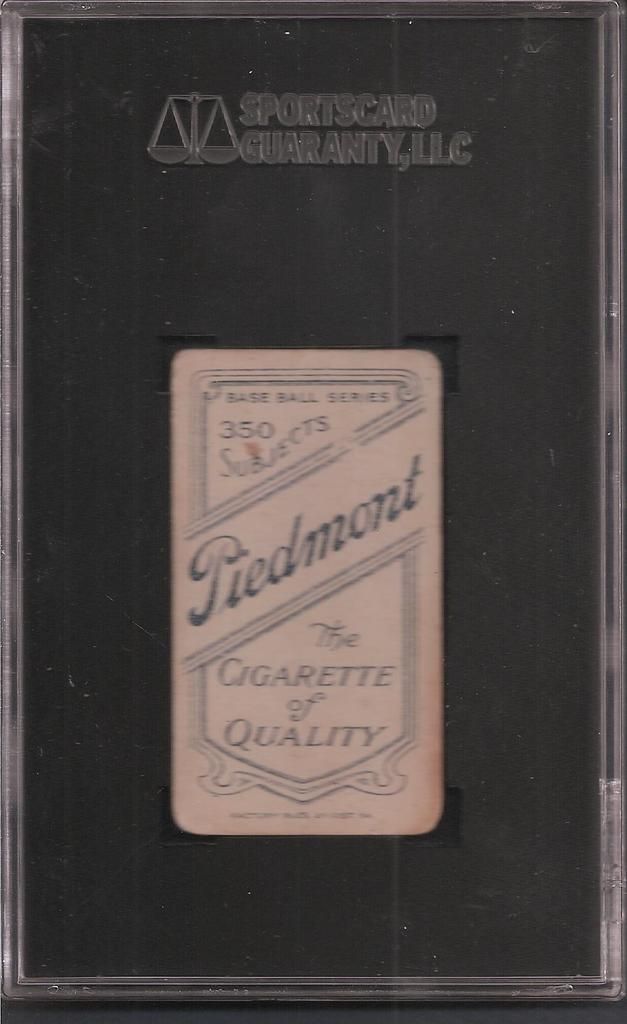 SPORTSCARD
GUARANTY, LLC
BASE BALL SERIES
350
SUBJECTS
Piedmont
The
CIGARETTE
of
QUALITY